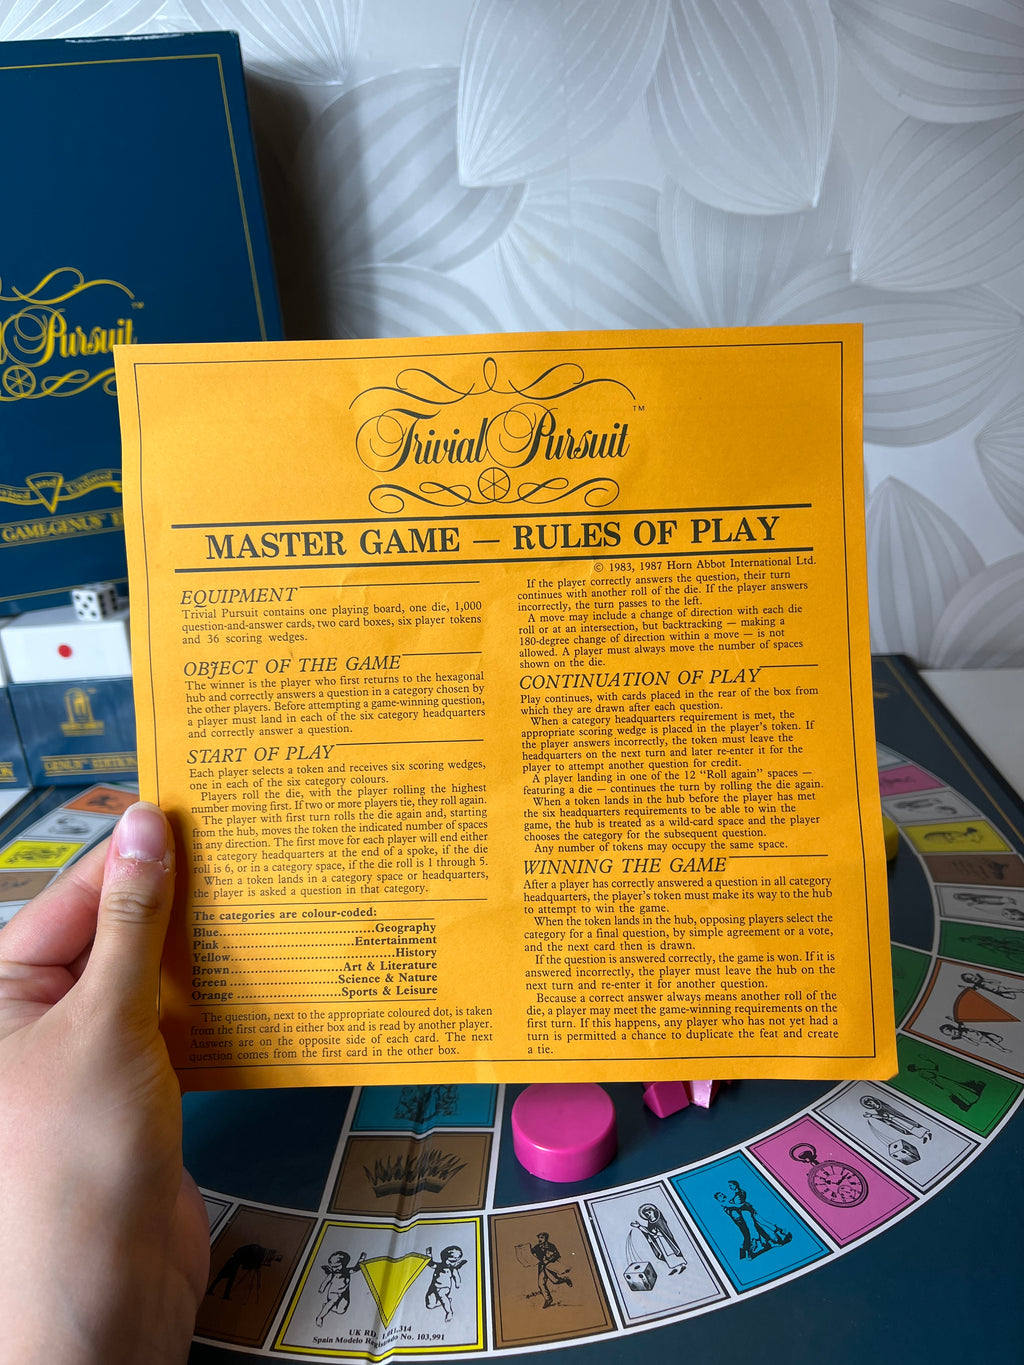 Pursuit
™
and Updated
GAME-GENUS
GENUS EDITION
Trivial Pursuit
™
MASTER GAME — RULES OF PLAY
© 1983, 1987 Horn Abbot International Ltd.
EQUIPMENT
Trivial Pursuit contains one playing board, one die, 1,000
question-and-answer cards, two card boxes, six player tokens
and 36 scoring wedges.
OBJECT OF THE GAME
The winner is the player who first returns to the hexagonal
hub and correctly answers a question in a category chosen by
the other players. Before attempting a game-winning question,
a player must land in each of the six category headquarters
and correctly answer a question.
START OF PLAY
Each player selects a token and receives six scoring wedges,
one in each of the six category colours.
Players roll the die, with the player rolling the highest
number moving first. If two or more players tie, they roll again.
The player with first turn rolls the die again and, starting
from the hub, moves the token the indicated number of spaces
in any direction. The first move for each player will end either
in a category headquarters at the end of a spoke, if the die
roll is 6, or in a category space, if the die roll is 1 through 5.
When a token lands in a category space or headquarters,
the player is asked a question in that category.
The categories are colour-coded:
Blue..............................Geography
Pink ..........................Entertainment
Yellow.................................History
Brown......................Art & Literature
Green .....................Science & Nature
Orange ....................Sports & Leisure
The question, next to the appropriate coloured dot, is taken
from the first card in either box and is read by another player.
Answers are on the opposite side of each card. The next
question comes from the first card in the other box.
If the player correctly answers the question, their turn
continues with another roll of the die. If the player answers
incorrectly, the turn passes to the left.
A move may include a change of direction with each die
roll or at an intersection, but backtracking — making a
180-degree change of direction within a move — is not
allowed. A player must always move the number of spaces
shown on the die.
CONTINUATION OF PLAY
Play continues, with cards placed in the rear of the box from
which they are drawn after each question.
When a category headquarters requirement is met, the
appropriate scoring wedge is placed in the player's token. If
the player answers incorrectly, the token must leave the
headquarters on the next turn and later re-enter it for the
player to attempt another question for credit.
A player landing in one of the 12 "Roll again" spaces —
featuring a die — continues the turn by rolling the die again.
When a token lands in the hub before the player has met
the six headquarters requirements to be able to win the
game, the hub is treated as a wild-card space and the player
chooses the category for the subsequent question.
Any number of tokens may occupy the same space.
WINNING THE GAME
After a player has correctly answered a question in all category
headquarters, the player's token must make its way to the hub
to attempt to win the game.
When the token lands in the hub, opposing players select the
category for a final question, by simple agreement or a vote,
and the next card then is drawn.
If the question is answered correctly, the game is won. If it is
answered incorrectly, the player must leave the hub on the
next turn and re-enter it for another question.
Because a correct answer always means another roll of the
die, a player may meet the game-winning requirements on the
first turn. If this happens, any player who has not yet had a
turn is permitted a chance to duplicate the feat and create
a tie.
UK RD.
Spain Modelo No. 103,991